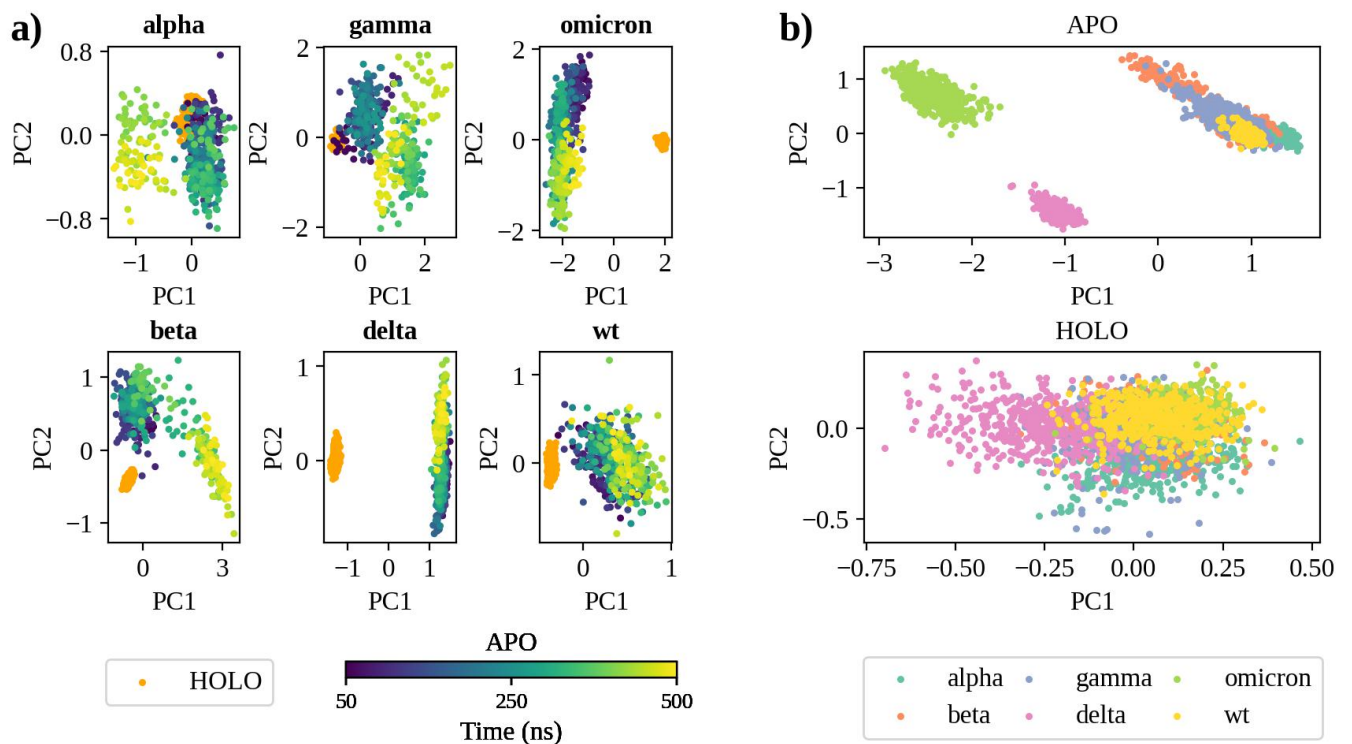 a)
alpha
gamma
omicron
0.8
0.0
−0.8
PC2
−1
0
PC1
2
0
−2
PC2
0
2
PC1
2
0
−2
PC2
−2
0
2
PC1
beta
delta
wt
1
0
−1
PC2
0
3
PC1
1
0
PC2
−1
0
1
PC1
1
0
PC2
0
1
PC1
HOLO
APO
50
250
500
Time (ns)
b)
APO
1
0
−1
PC2
−3
−2
−1
0
1
PC1
HOLO
0.0
−0.5
PC2
−0.75
−0.50
−0.25
0.00
0.25
0.50
PC1
alpha
gamma
omicron
beta
delta
wt